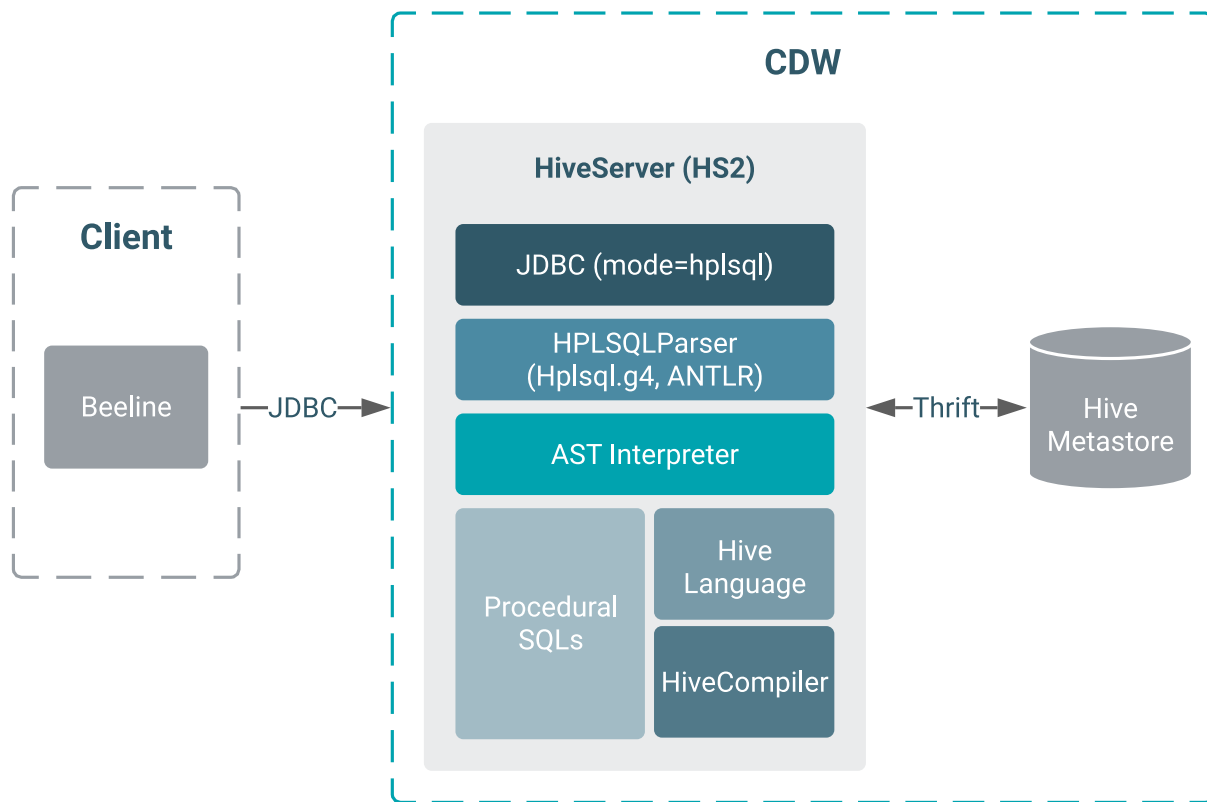 CDW
HiveServer (HS2)
Client
JDBC (mode=hplsql)
HPLSQLParser
(Hplsql.g4, ANTLR)
Beeline
JDBC
Thrift
Hive
Metastore
AST Interpreter
Hive
Language
Procedural
SQLs
HiveCompiler